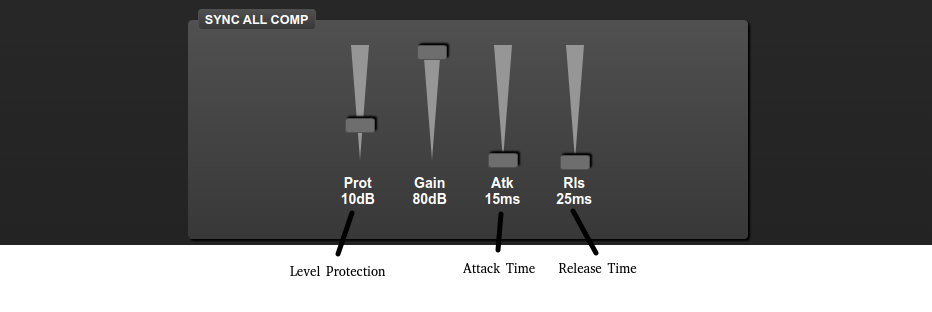 SYNC ALL COMP
Prot Gain Atk Rls
10dB 80dB 15ms 25ms
Level Protection Attack Time Release Time